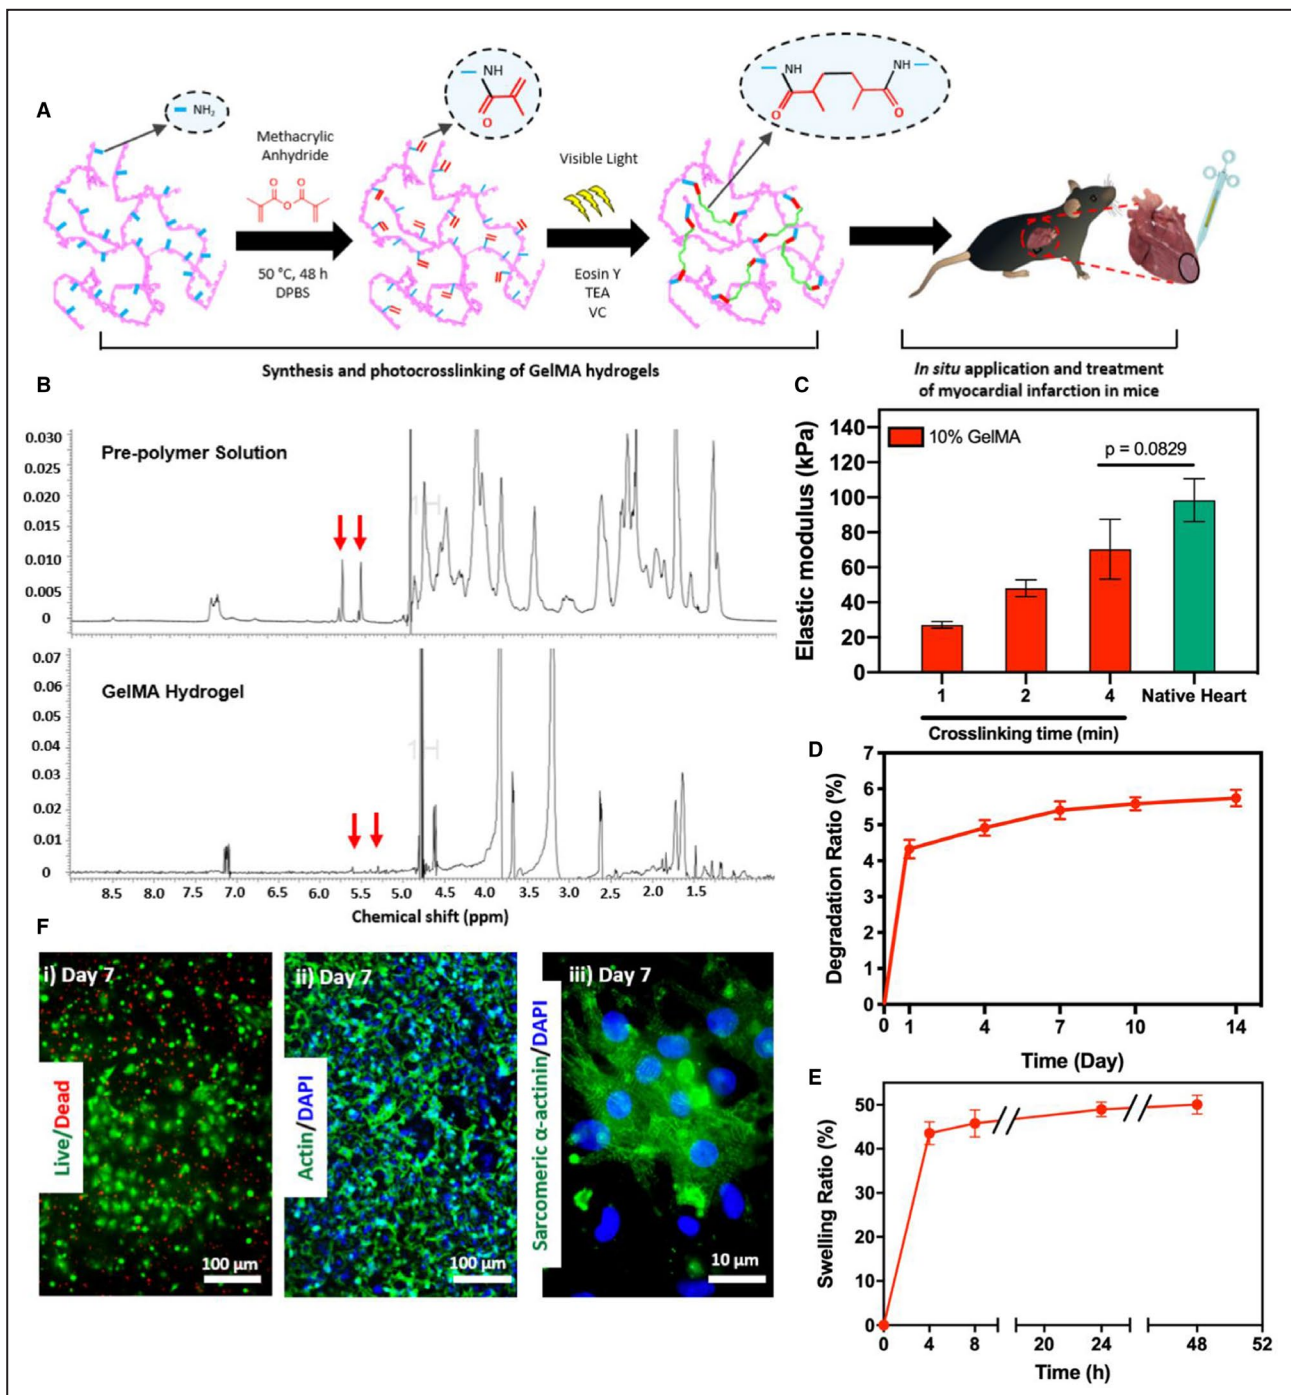 A
NH₂
Methacrylic
Anhydride
O O
O
50 °C, 48 h
DPBS
NH
O
Visible Light
Eosin Y
TEA
VC
NH NH
O O
Synthesis and photocrosslinking of GelMA hydrogels
In situ application and treatment
of myocardial infarction in mice
B
Pre-polymer Solution
0.030
0.029
0.020
0.015
0.010
0.005
0
1H
GelMA Hydrogel
0.07
0.06
0.05
0.04
0.03
0.02
0.01
0
1H
8.5 8.0 7.0 6.5 6.0 5.5 5.0 4.5 4.0 3.5 3.0 2.5 2.0 1.5
Chemical shift (ppm)
C
Elastic modulus (kPa)
140
120
100
80
60
40
20
0
10% GelMA
p = 0.0829
1 2 4 Native Heart
Crosslinking time (min)
D
Degradation Ratio (%)
7
6
5
4
3
2
1
0
0 1 4 7 10 14
Time (Day)
E
Swelling Ratio (%)
50
40
30
20
10
0
0 4 8 20 24 48 52
Time (h)
F
i) Day 7
Live/Dead
100 µm
ii) Day 7
Actin/DAPI
100 µm
iii) Day 7
Sarcomeric α-actinin/DAPI
10 µm